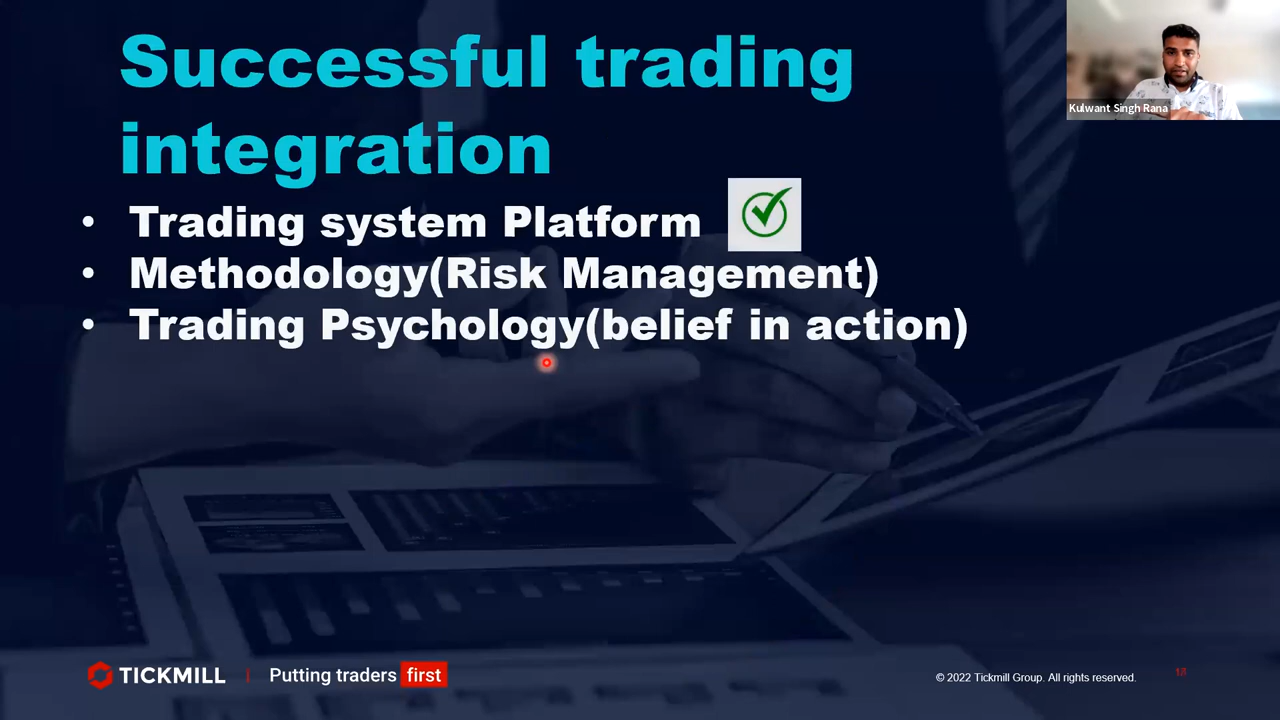 Successful trading
integration
Kulwant Singh Rana
• Trading system Platform
• Methodology(Risk Management)
• Trading Psychology(belief in action)
TICKMILL | Putting traders first
© 2022 Tickmill Group. All rights reserved.